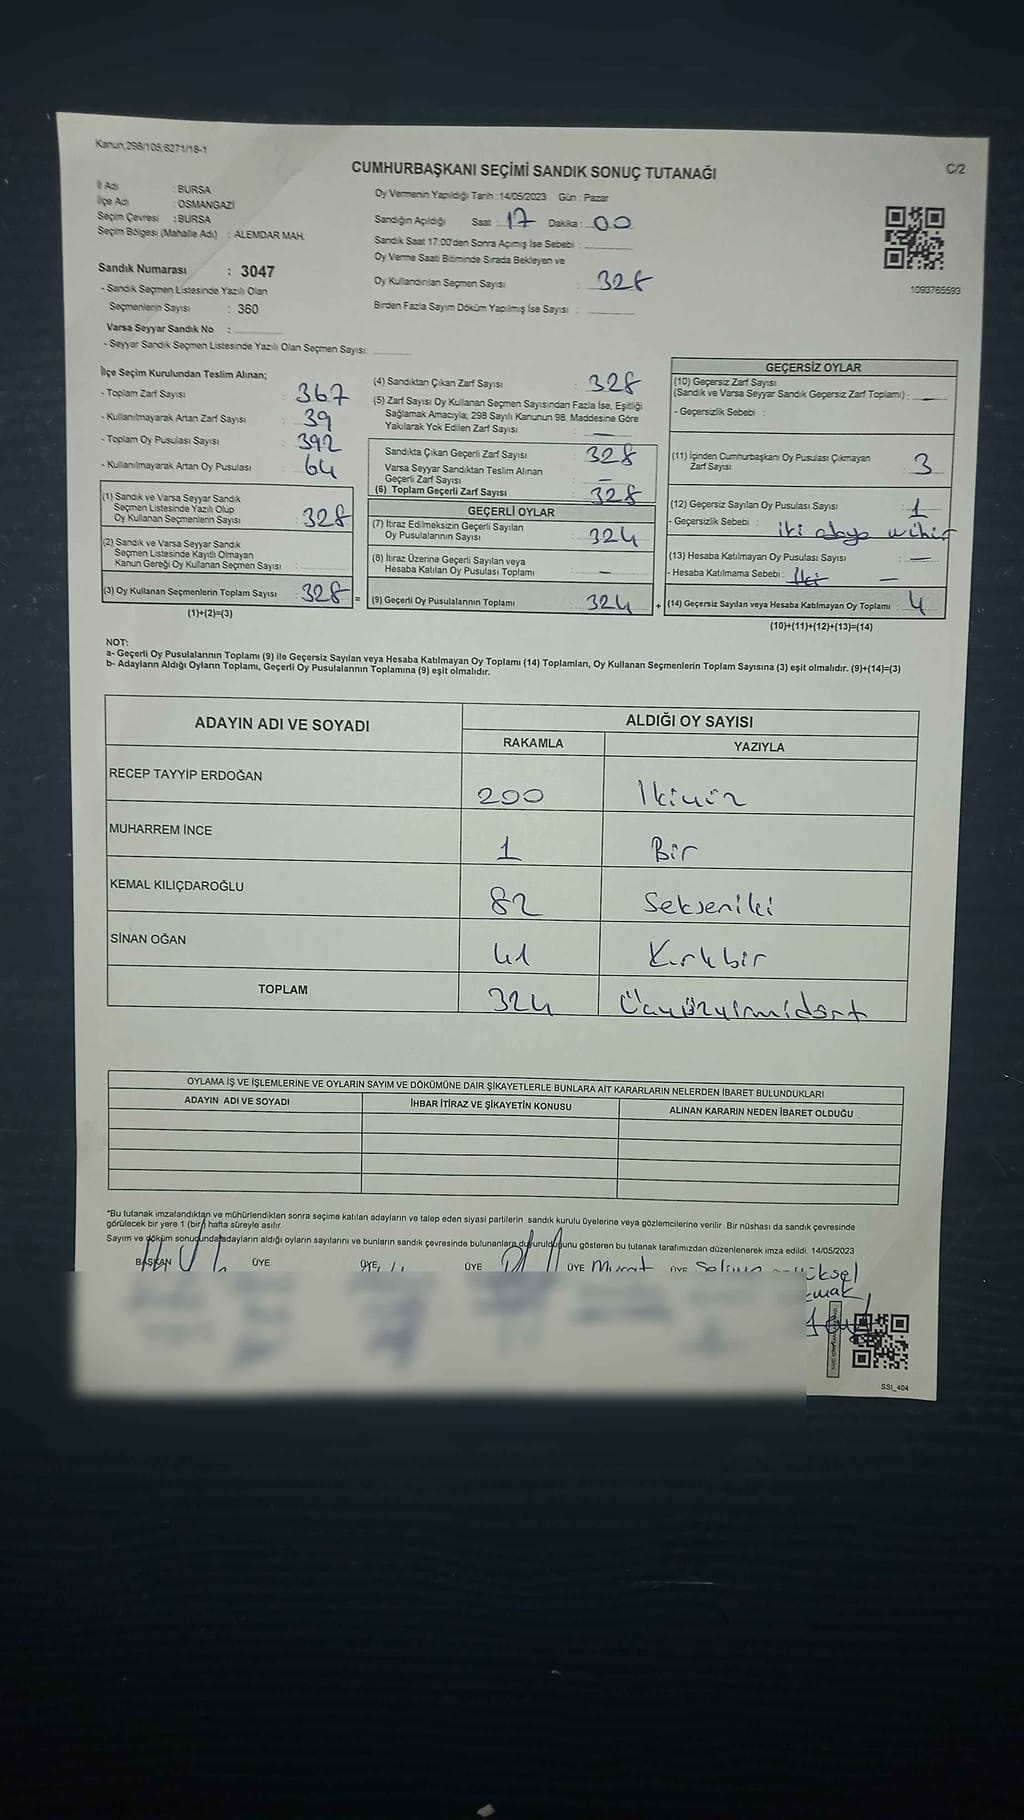 Kanun,298/105,6271/18-1
C/2
CUMHURBAŞKANI SEÇİMİ SANDIK SONUÇ TUTANAĞI
İl Adı : BURSA
İlçe Adı : OSMANGAZİ
Seçim Çevresi : BURSA
Seçim Bölgesi (Mahalle Adı) : ALEMDAR MAH.
Sandık Numarası : 3047
- Sandık Seçmen Listesinde Yazılı Olan
Seçmenlerin Sayısı : 360
Varsa Seyyar Sandık No :
- Seyyar Sandık Seçmen Listesinde Yazılı Olan Seçmen Sayısı:
Oy Vermenin Yapıldığı Tarih : 14/05/2023 Gün : Pazar
Sandığın Açıldığı Saat : 17 Dakika : 00
Sandık Saat 17:00'den Sonra Açımış İse Sebebi :
Oy Verme Saati Bitiminde Sırada Bekleyen ve
Oy Kullandırılan Seçmen Sayısı : 328
Birden Fazla Sayım Döküm Yapılmış İse Sayısı :
1093765593
İlçe Seçim Kurulundan Teslim Alınan;
- Toplam Zarf Sayısı : 367
- Kullanılmayarak Artan Zarf Sayısı : 39
- Toplam Oy Pusulası Sayısı : 392
- Kullanılmayarak Artan Oy Pusulası : 64
(1) Sandık ve Varsa Seyyar Sandık
Seçmen Listesinde Yazılı Olup
Oy Kullanan Seçmenlerin Sayısı : 328
(2) Sandık ve Varsa Seyyar Sandık
Seçmen Listesinde Kayıtlı Olmayan
Kanun Gereği Oy Kullanan Seçmen Sayısı :
(3) Oy Kullanan Seçmenlerin Toplam Sayısı : 328 =
(1)+(2)=(3)
(4) Sandıktan Çıkan Zarf Sayısı : 328
(5) Zarf Sayısı Oy Kullanan Seçmen Sayısından Fazla İse, Eşitliği
Sağlamak Amacıyla; 298 Sayılı Kanunun 98. Maddesine Göre
Yakılarak Yok Edilen Zarf Sayısı : —
Sandıkta Çıkan Geçerli Zarf Sayısı : 328
Varsa Seyyar Sandıktan Teslim Alınan
Geçerli Zarf Sayısı : —
(6) Toplam Geçerli Zarf Sayısı : 328
GEÇERLİ OYLAR
(7) İtiraz Edilmeksizin Geçerli Sayılan
Oy Pusulalarının Sayısı : 324
(8) İtiraz Üzerine Geçerli Sayılan veya
Hesaba Katılan Oy Pusulası Toplamı : —
(9) Geçerli Oy Pusulalarının Toplamı : 324 +
GEÇERSİZ OYLAR
(10) Geçersiz Zarf Sayısı
(Sandık ve Varsa Seyyar Sandık Geçersiz Zarf Toplamı) : —
- Geçersizlik Sebebi :
(11) İçinden Cumhurbaşkanı Oy Pusulası Çıkmayan
Zarf Sayısı : 3
(12) Geçersiz Sayılan Oy Pusulası Sayısı : 1
- Geçersizlik Sebebi : iki adaya
(13) Hesaba Katılmayan Oy Pusulası Sayısı : —
- Hesaba Katılmama Sebebi : İki —
(14) Geçersiz Sayılan veya Hesaba Katılmayan Oy Toplamı : 4
(10)+(11)+(12)+(13)=(14)
NOT:
a- Geçerli Oy Pusulalarının Toplamı (9) ile Geçersiz Sayılan veya Hesaba Katılmayan Oy Toplamı (14) Toplamları, Oy Kullanan Seçmenlerin Toplam Sayısına (3) eşit olmalıdır. (9)+(14)=(3)
b- Adayların Aldığı Oyların Toplamı, Geçerli Oy Pusulalarının Toplamına (9) eşit olmalıdır.
ADAYIN ADI VE SOYADI ALDIĞI OY SAYISI
RAKAMLA YAZIYLA
RECEP TAYYİP ERDOĞAN 200 İkiyüz
MUHARREM İNCE 1 Bir
KEMAL KILIÇDAROĞLU 82 Sekseniki
SİNAN OĞAN 41 Kırkbir
TOPLAM 324 Üçyüzyirmidört
OYLAMA İŞ VE İŞLEMLERİNE VE OYLARIN SAYIM VE DÖKÜMÜNE DAİR ŞİKAYETLERLE BUNLARA AİT KARARLARIN NELERDEN İBARET BULUNDUKLARI
ADAYIN ADI VE SOYADI İHBAR İTİRAZ VE ŞİKAYETİN KONUSU ALINAN KARARIN NEDEN İBARET OLDUĞU
*Bu tutanak imzalandıktan ve mühürlendikten sonra seçime katılan adayların ve talep eden siyasi partilerin sandık kurulu üyelerine veya gözlemcilerine verilir. Bir nüshası da sandık çevresinde
görülecek bir yere 1 (bir) hafta süreyle asılır.
Sayım ve döküm sonucunda adayların aldığı oyların sayılarını ve bunların sandık çevresinde bulunanlara duyurulduğunu gösteren bu tutanak tarafımızdan düzenlenerek imza edildi. 14/05/2023
BAŞKAN ÜYE ÜYE ÜYE ÜYE Murat ÜYE
SSI_404